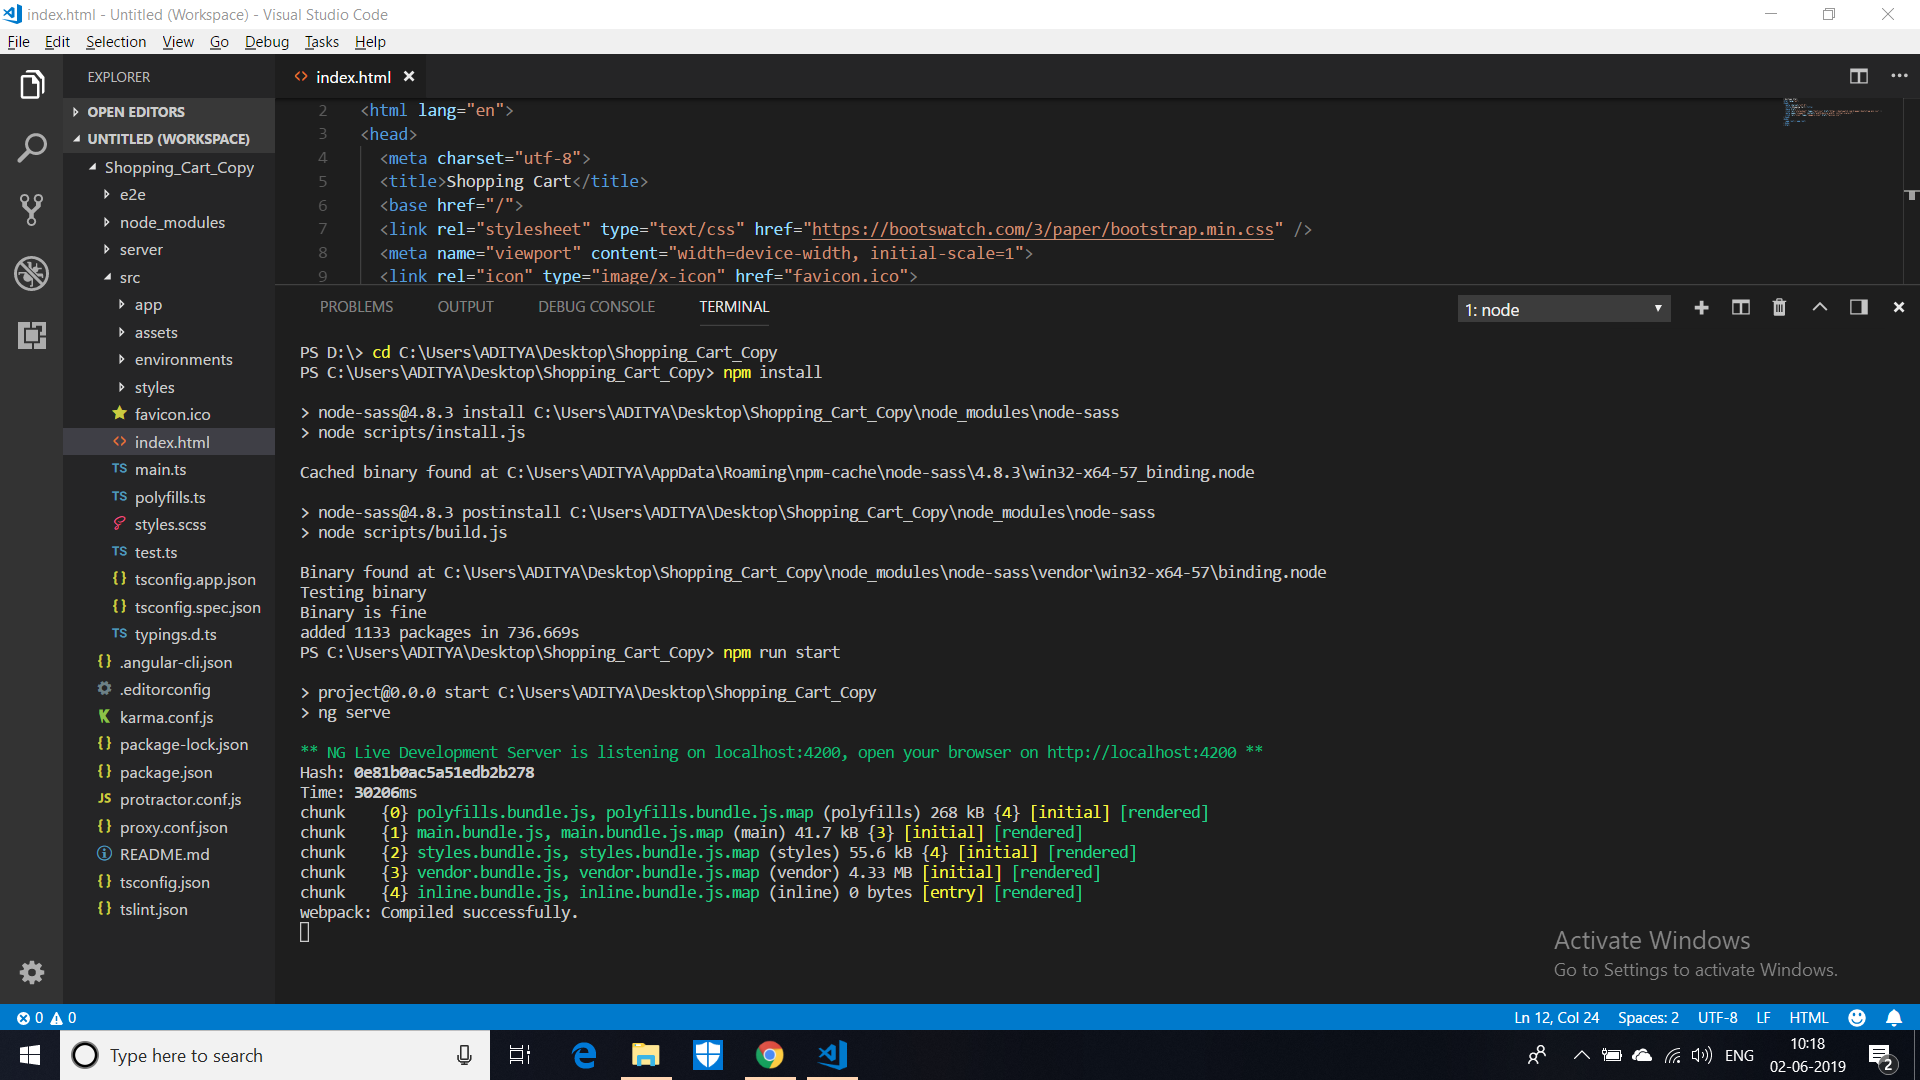 index.html - Untitled (Workspace) - Visual Studio Code
File Edit Selection View Go Debug Tasks Help
EXPLORER
OPEN EDITORS
UNTITLED (WORKSPACE)
Shopping_Cart_Copy
e2e
node_modules
server
src
app
assets
environments
styles
favicon.ico
index.html
main.ts
polyfills.ts
styles.scss
test.ts
tsconfig.app.json
tsconfig.spec.json
typings.d.ts
.angular-cli.json
.editorconfig
karma.conf.js
package-lock.json
package.json
protractor.conf.js
proxy.conf.json
README.md
tsconfig.json
tslint.json
index.html
2 <html lang="en">
3 <head>
4 <meta charset="utf-8">
5 <title>Shopping Cart</title>
6 <base href="/">
7 <link rel="stylesheet" type="text/css" href="https://bootswatch.com/3/paper/bootstrap.min.css" />
8 <meta name="viewport" content="width=device-width, initial-scale=1">
9 <link rel="icon" type="image/x-icon" href="favicon.ico">
PROBLEMS OUTPUT DEBUG CONSOLE TERMINAL 1: node
PS D:\> cd C:\Users\ADITYA\Desktop\Shopping_Cart_Copy
PS C:\Users\ADITYA\Desktop\Shopping_Cart_Copy> npm install
> node-sass@4.8.3 install C:\Users\ADITYA\Desktop\Shopping_Cart_Copy\node_modules\node-sass
> node scripts/install.js
Cached binary found at C:\Users\ADITYA\AppData\Roaming\npm-cache\node-sass\4.8.3\win32-x64-57_binding.node
> node-sass@4.8.3 postinstall C:\Users\ADITYA\Desktop\Shopping_Cart_Copy\node_modules\node-sass
> node scripts/build.js
Binary found at C:\Users\ADITYA\Desktop\Shopping_Cart_Copy\node_modules\node-sass\vendor\win32-x64-57\binding.node
Testing binary
Binary is fine
added 1133 packages in 736.669s
PS C:\Users\ADITYA\Desktop\Shopping_Cart_Copy> npm run start
> project@0.0.0 start C:\Users\ADITYA\Desktop\Shopping_Cart_Copy
> ng serve
** NG Live Development Server is listening on localhost:4200, open your browser on http://localhost:4200 **
Hash: 0e81b0ac5a51edb2b278
Time: 30206ms
chunk {0} polyfills.bundle.js, polyfills.bundle.js.map (polyfills) 268 kB {4} [initial] [rendered]
chunk {1} main.bundle.js, main.bundle.js.map (main) 41.7 kB {3} [initial] [rendered]
chunk {2} styles.bundle.js, styles.bundle.js.map (styles) 55.6 kB {4} [initial] [rendered]
chunk {3} vendor.bundle.js, vendor.bundle.js.map (vendor) 4.33 MB [initial] [rendered]
chunk {4} inline.bundle.js, inline.bundle.js.map (inline) 0 bytes [entry] [rendered]
webpack: Compiled successfully.
Activate Windows
Go to Settings to activate Windows.
0 0 Ln 12, Col 24 Spaces: 2 UTF-8 LF HTML
Type here to search
ENG
10:18
02-06-2019
2